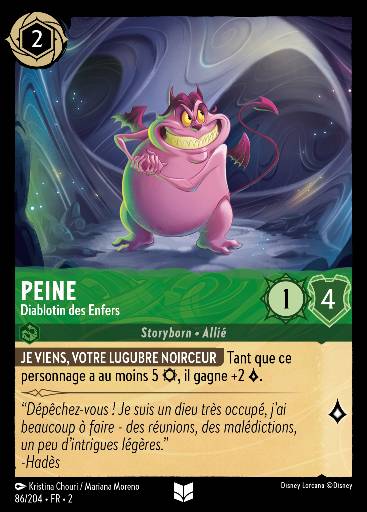 2
PEINE
Diablotin des Enfers
1
4
Storyborn • Allié
JE VIENS, VOTRE LUGUBRE NOIRCEUR Tant que ce
personnage a au moins 5 , il gagne +2 .
“Dépêchez-vous ! Je suis un dieu très occupé, j'ai
beaucoup à faire - des réunions, des malédictions,
un peu d'intrigues légères.”
-Hadès
Kristina Chouri / Mariana Moreno
Disney Lorcana ©Disney
86/204 • FR • 2